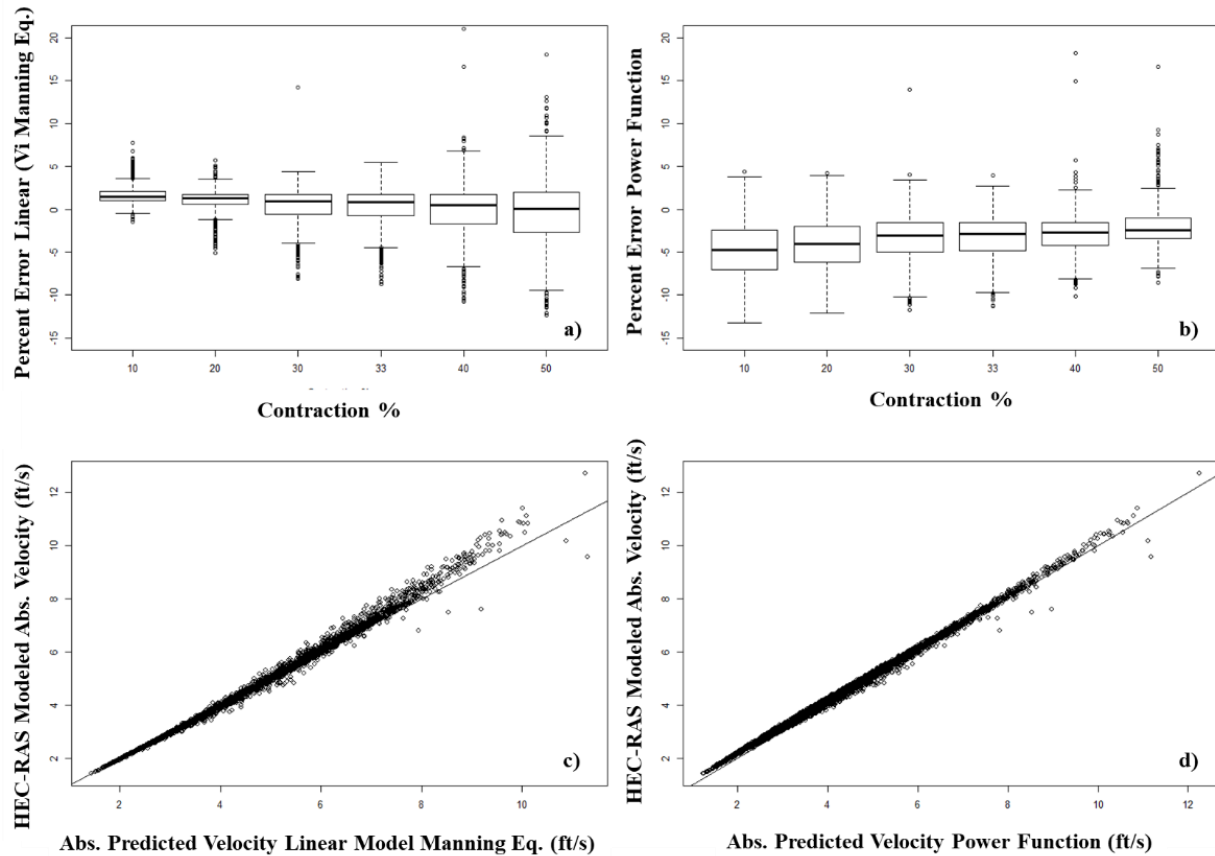 Percent Error Linear (Vi Manning Eq.)
20
15
10
5
0
-5
-10
-15
a)
10 20 30 33 40 50
Contraction %
Percent Error Power Function
20
15
10
5
0
-5
-10
-15
b)
10 20 30 33 40 50
Contraction %
HEC-RAS Modeled Abs. Velocity (ft/s)
12
10
8
6
4
2
c)
2 4 6 8 10
Abs. Predicted Velocity Linear Model Manning Eq. (ft/s)
HEC-RAS Modeled Abs. Velocity (ft/s)
12
10
8
6
4
2
d)
2 4 6 8 10 12
Abs. Predicted Velocity Power Function (ft/s)